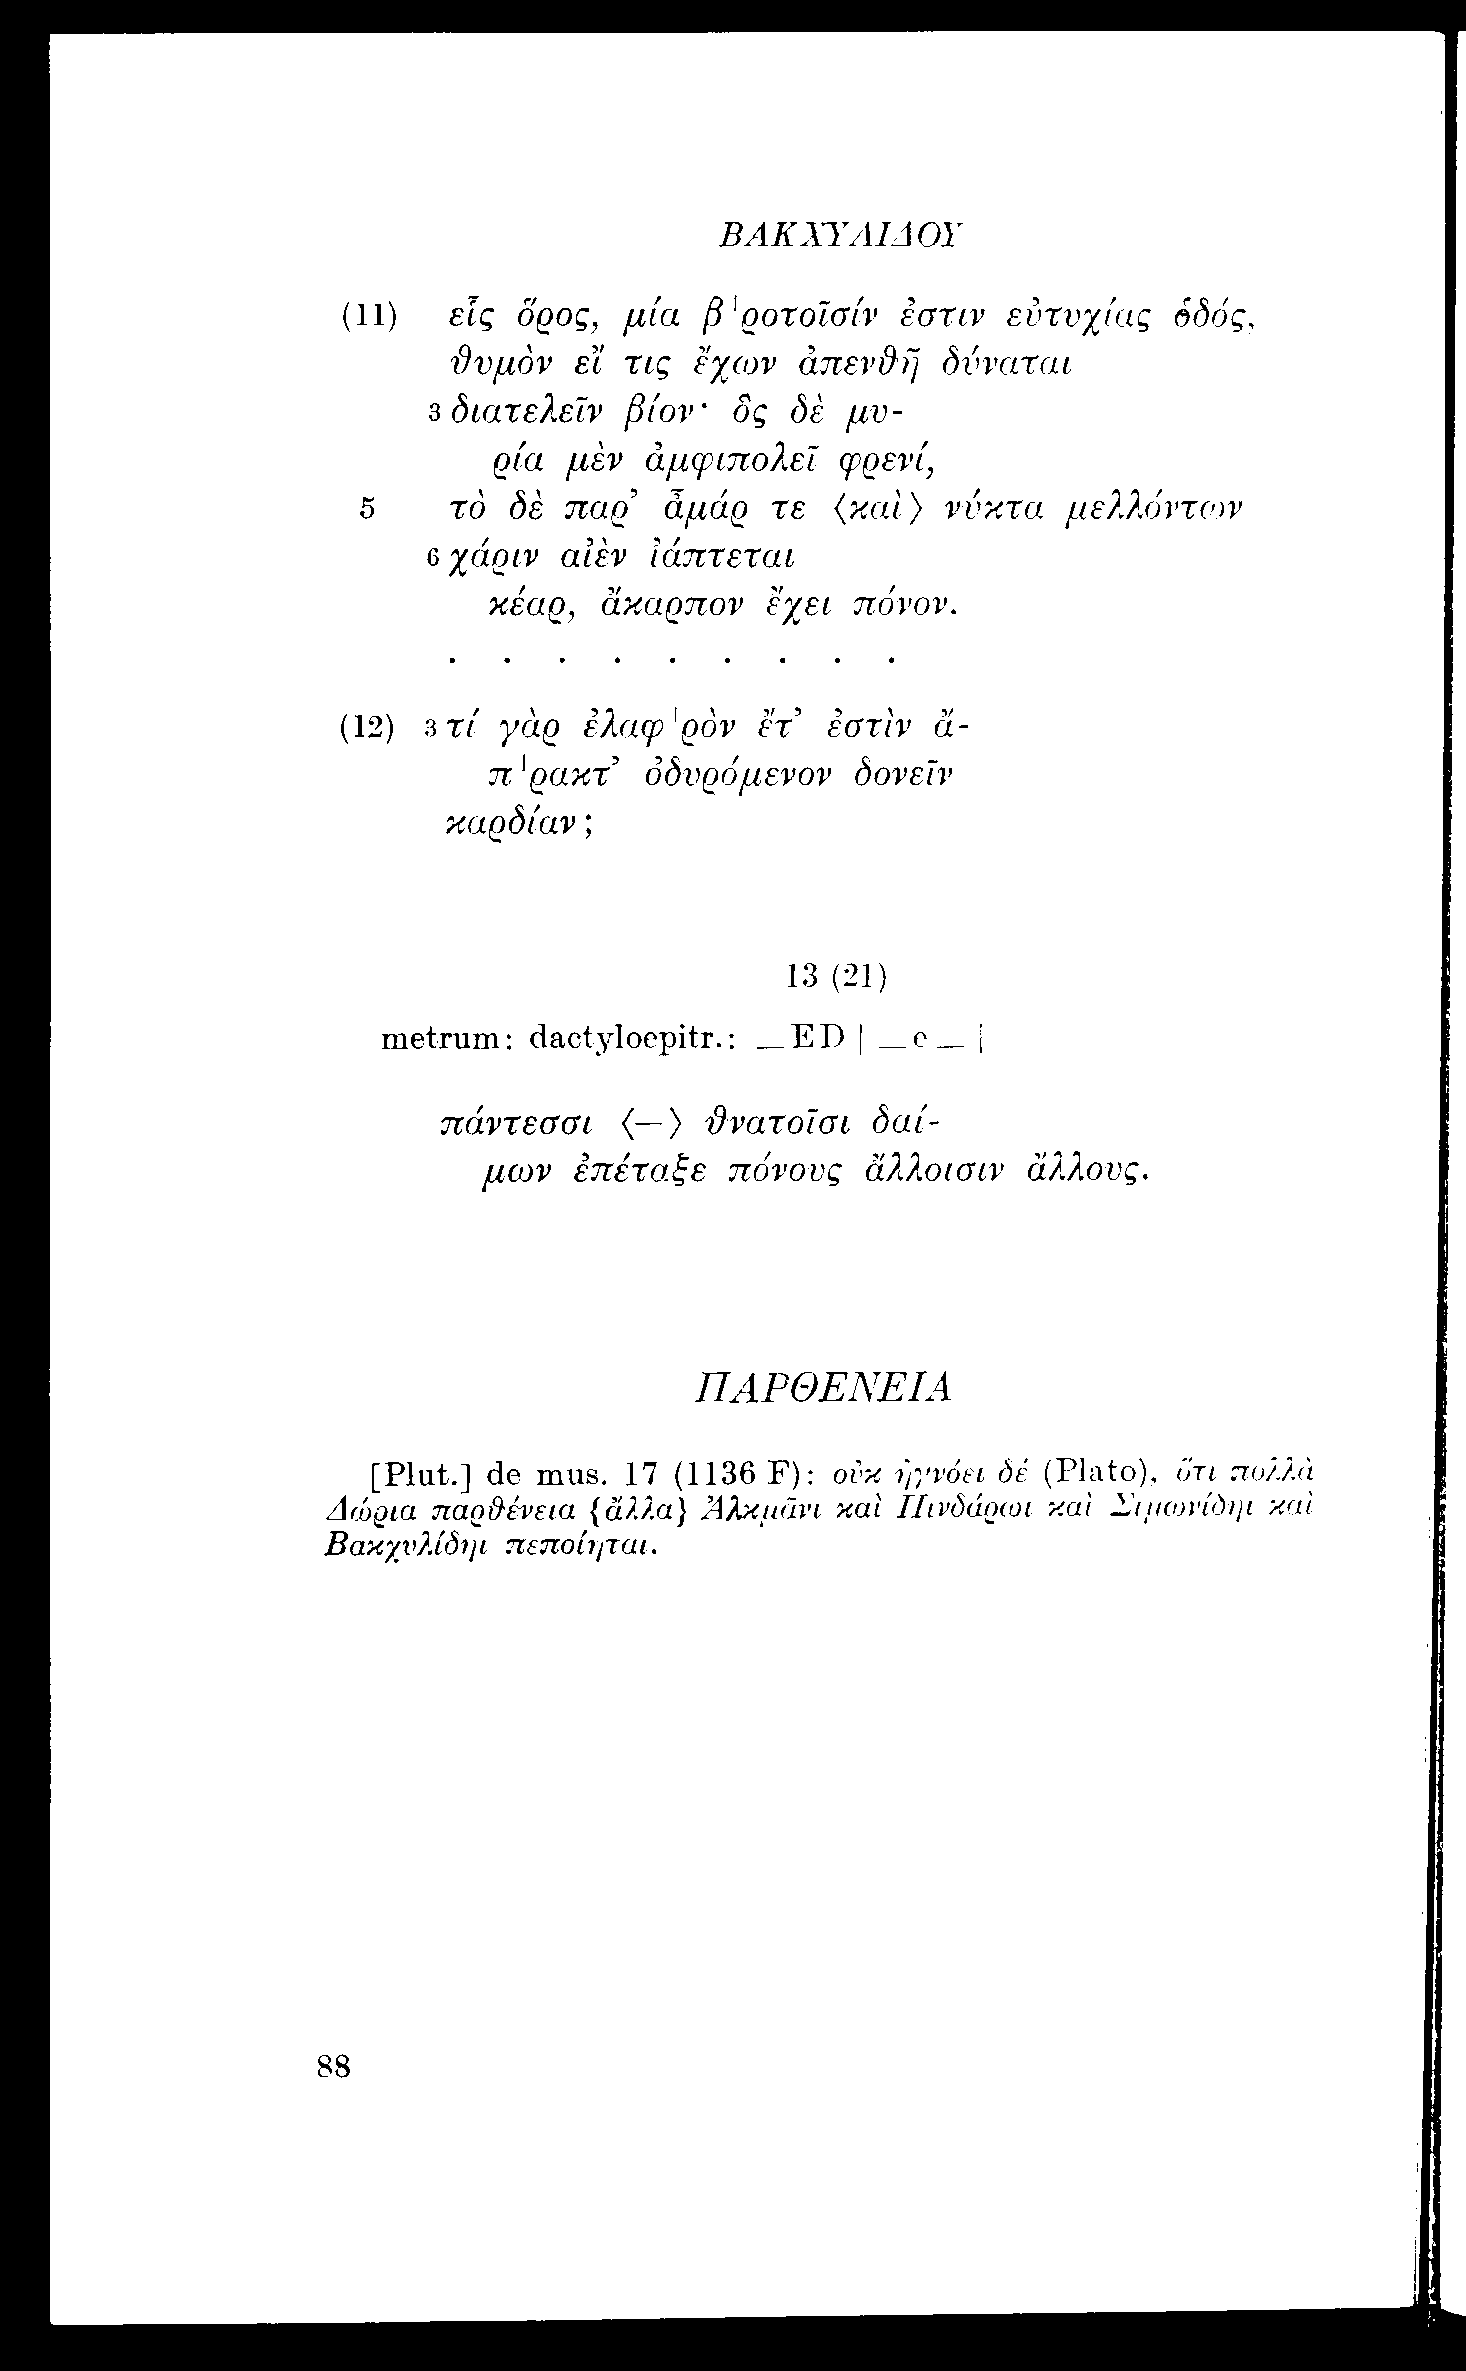 ΒΑΚΧΥΛΙΔΟΥ
(11) εἷς ὅρος, μία β'ροτοῖσίν ἐστιν εὐτυχίας ὁδός,
θυμὸν εἴ τις ἔχων ἀπενθῆ δύναται
3 διατελεῖν βίον· ὃς δὲ μυ-
ρία μὲν ἀμφιπολεῖ φρενί,
5 τὸ δὲ παρ' ἆμάρ τε ⟨καὶ⟩ νύκτα μελλόντων
6 χάριν αἰὲν ἰάπτεται
κέαρ, ἄκαρπον ἔχει πόνον.
. . . . . . . . .
(12) 3 τί γὰρ ἐλαφ'ρὸν ἔτ' ἐστὶν ἄ-
π'ρακτ' ὀδυρόμενον δονεῖν
καρδίαν;
13 (21)
metrum: dactyloepitr.: — E D | — e — |
πάντεσσι ⟨—⟩ θνατοῖσι δαί-
μων ἐπέταξε πόνους ἄλλοισιν ἄλλους.
ΠΑΡΘΕΝΕΙΑ
[Plut.] de mus. 17 (1136 F): οὐκ ἠγνόει δέ (Plato), ὅτι πολλὰ
Δώρια παρθένεια {ἄλλα} Ἀλκμᾶνι καὶ Πινδάρωι καὶ Σιμωνίδηι καὶ
Βακχυλίδηι πεποίηται.
88